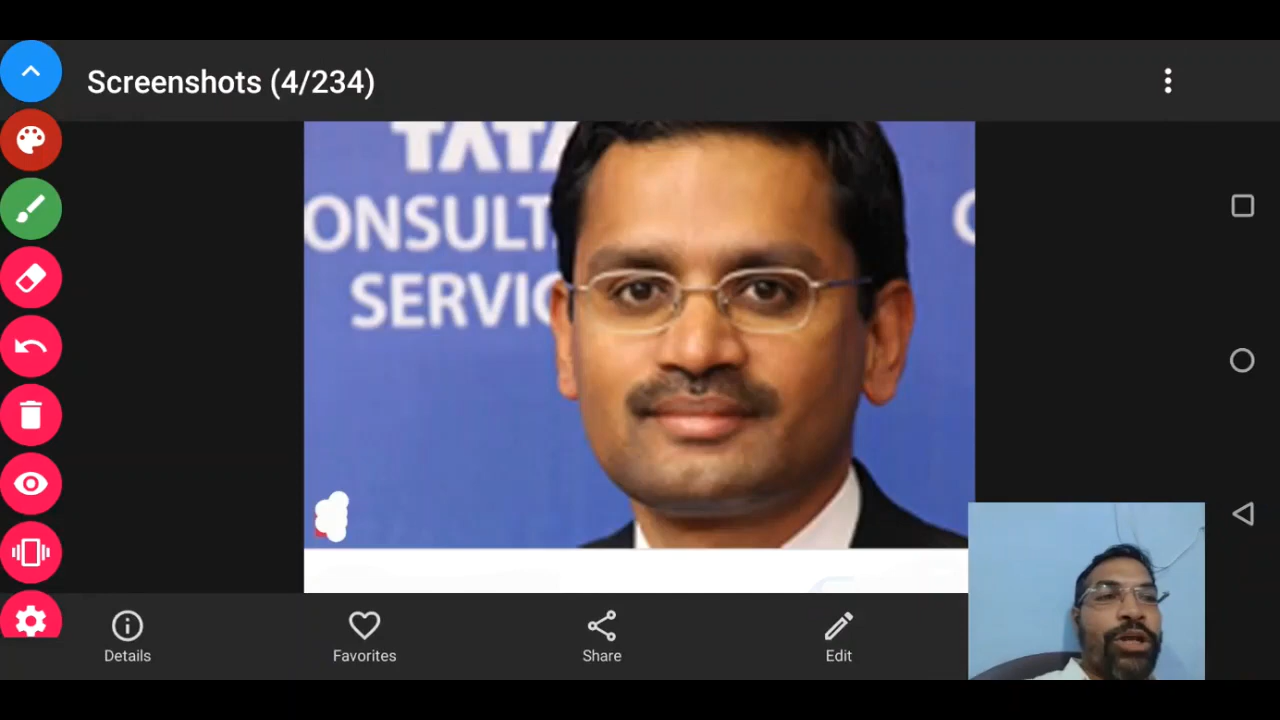 Screenshots (4/234)
TATA
ONSULT
SERVIC
C
Details
Favorites
Share
Edit